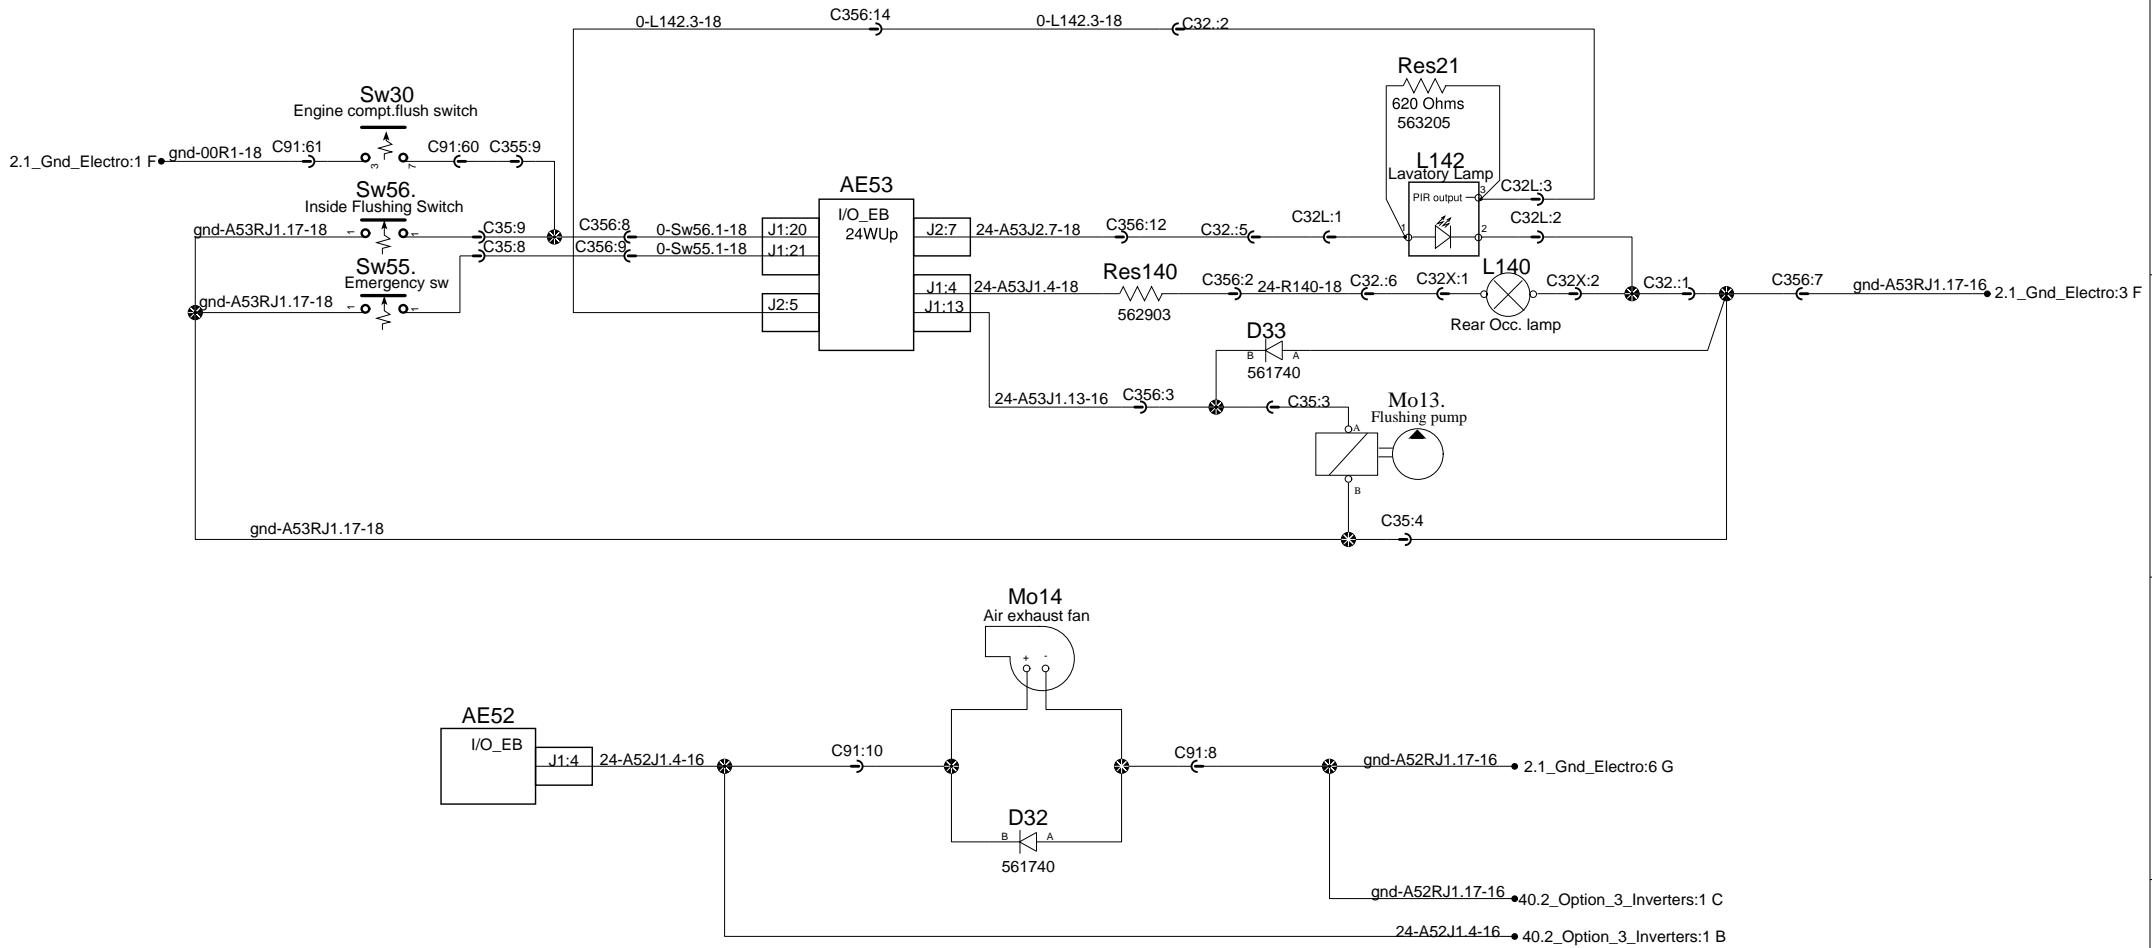 0-L142.3-18
C356:14
0-L142.3-18
C32.:2
Res21
620 Ohms
563205
Sw30
Engine compt.flush switch
2.1_Gnd_Electro:1 F
gnd-00R1-18
C91:61
3
7
C91:60
C355:9
Sw56.
Inside Flushing Switch
gnd-A53RJ1.17-18
1
1
C35:9
C35:8
C356:8
C356:9
0-Sw56.1-18
0-Sw55.1-18
Sw55.
Emergency sw
gnd-A53RJ1.17-18
1
1
AE53
I/O_EB
24WUp
J1:20
J1:21
J2:5
J2:7
J1:4
J1:13
24-A53J2.7-18
C356:12
C32.:5
C32L:1
L142
Lavatory Lamp
PIR output
3
1
2
C32L:3
C32L:2
24-A53J1.4-18
Res140
562903
C356:2
24-R140-18
C32.:6
C32X:1
L140
Rear Occ. lamp
C32X:2
C32.:1
C356:7
gnd-A53RJ1.17-16
2.1_Gnd_Electro:3 F
D33
B
A
561740
24-A53J1.13-16
C356:3
C35:3
Mo13.
Flushing pump
A
B
gnd-A53RJ1.17-18
C35:4
Mo14
Air exhaust fan
+
-
AE52
I/O_EB
J1:4
24-A52J1.4-16
C91:10
C91:8
gnd-A52RJ1.17-16
2.1_Gnd_Electro:6 G
D32
B
A
561740
gnd-A52RJ1.17-16
40.2_Option_3_Inverters:1 C
24-A52J1.4-16
40.2_Option_3_Inverters:1 B